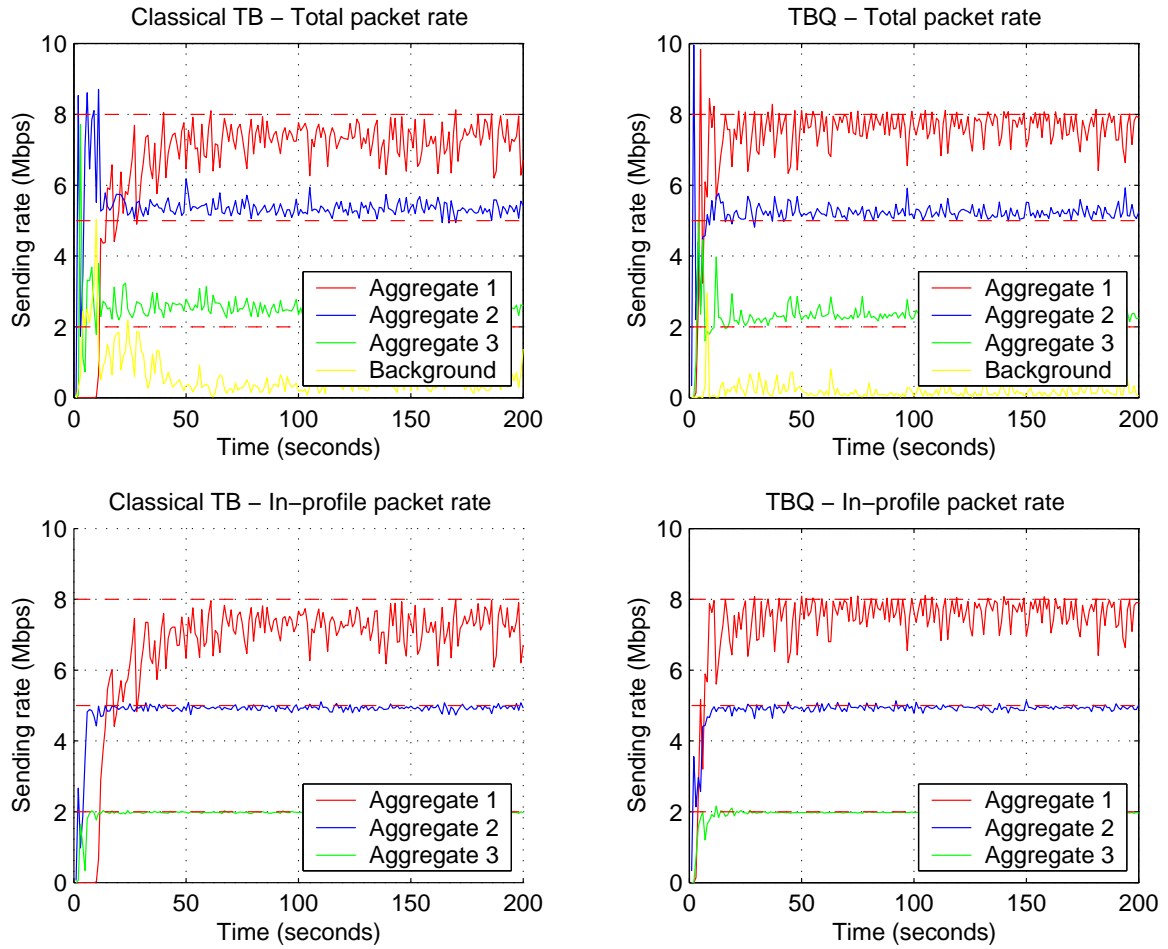 Classical TB − Total packet rate
10
8
6
4
2
0
Sending rate (Mbps)
Aggregate 1
Aggregate 2
Aggregate 3
Background
0 50 100 150 200
Time (seconds)
TBQ − Total packet rate
10
8
6
4
2
0
Sending rate (Mbps)
Aggregate 1
Aggregate 2
Aggregate 3
Background
0 50 100 150 200
Time (seconds)
Classical TB − In−profile packet rate
10
8
6
4
2
0
Sending rate (Mbps)
Aggregate 1
Aggregate 2
Aggregate 3
0 50 100 150 200
Time (seconds)
TBQ − In−profile packet rate
10
8
6
4
2
0
Sending rate (Mbps)
Aggregate 1
Aggregate 2
Aggregate 3
0 50 100 150 200
Time (seconds)